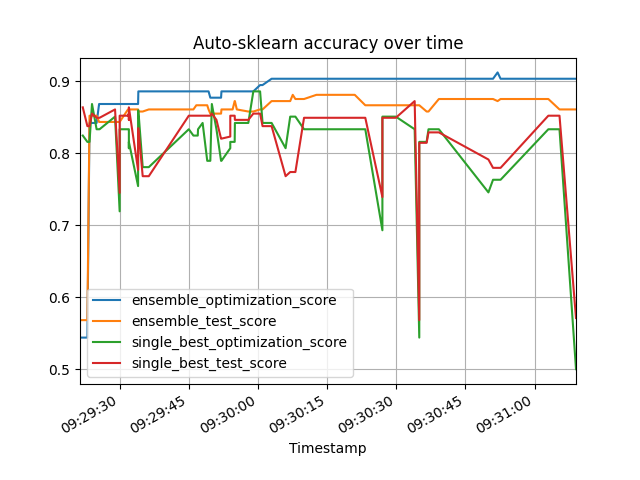 Auto-sklearn accuracy over time
0.9
0.8
0.7
0.6
0.5
ensemble_optimization_score
ensemble_test_score
single_best_optimization_score
single_best_test_score
09:29:30
09:29:45
09:30:00
09:30:15
09:30:30
09:30:45
09:31:00
Timestamp